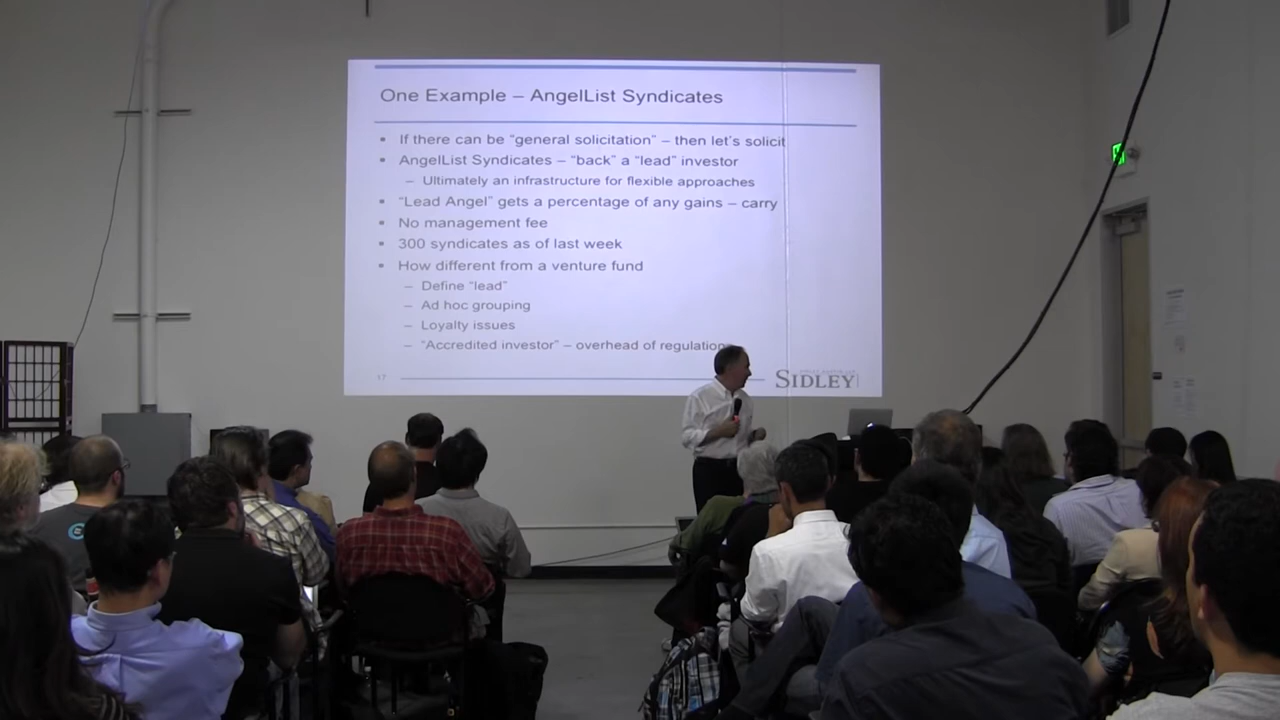 One Example – AngelList Syndicates
▪ If there can be “general solicitation” – then let’s solicit
▪ AngelList Syndicates – “back” a “lead” investor
– Ultimately an infrastructure for flexible approaches
▪ “Lead Angel” gets a percentage of any gains – carry
▪ No management fee
▪ 300 syndicates as of last week
▪ How different from a venture fund
– Define “lead”
– Ad hoc grouping
– Loyalty issues
– “Accredited investor” – overhead of regulations
17
SIDLEY